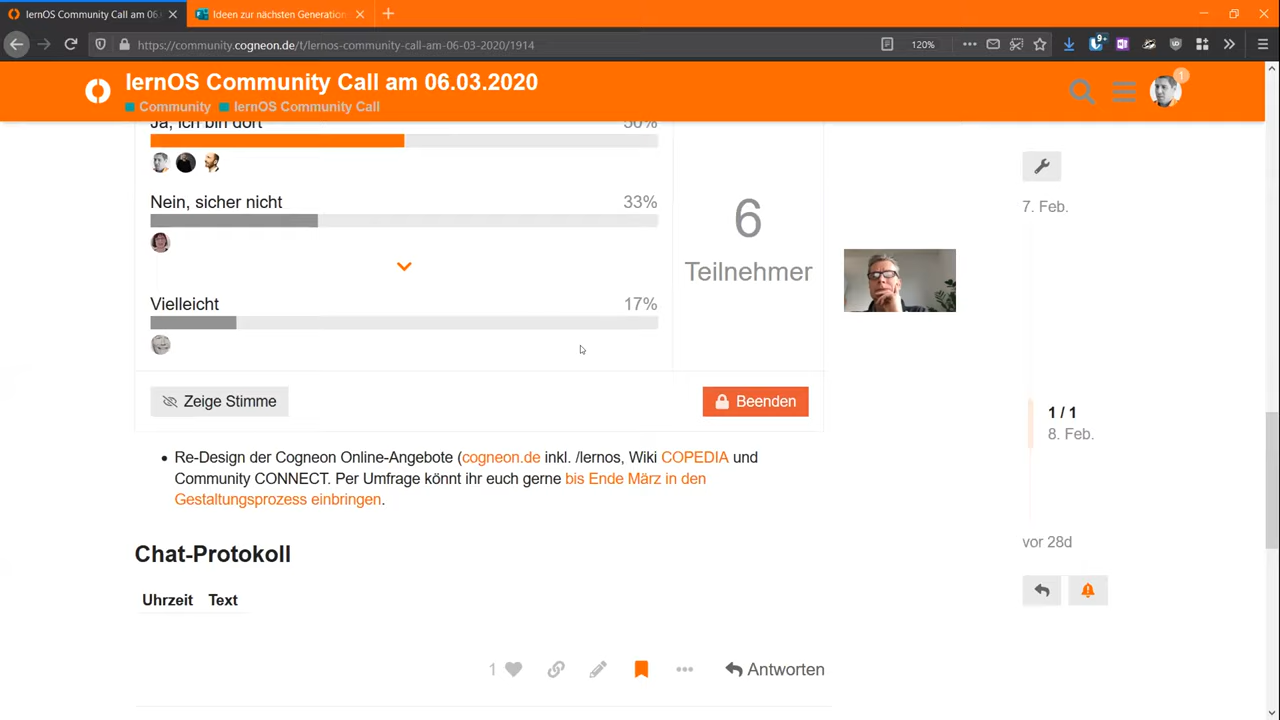 lernOS Community Call am 06.0
Ideen zur nächsten Generation
https://community.cogneon.de/t/lernos-community-call-am-06-03-2020/1914
120%
9+
lernOS Community Call am 06.03.2020
Community lernOS Community Call
1
Ja, ich bin dort 50%
Nein, sicher nicht 33%
Vielleicht 17%
6
Teilnehmer
Zeige Stimme
Beenden
Re-Design der Cogneon Online-Angebote (cogneon.de inkl. /lernos, Wiki COPEDIA und
Community CONNECT. Per Umfrage könnt ihr euch gerne bis Ende März in den
Gestaltungsprozess einbringen.
Chat-Protokoll
Uhrzeit Text
1
Antworten
7. Feb.
1 / 1
8. Feb.
vor 28d